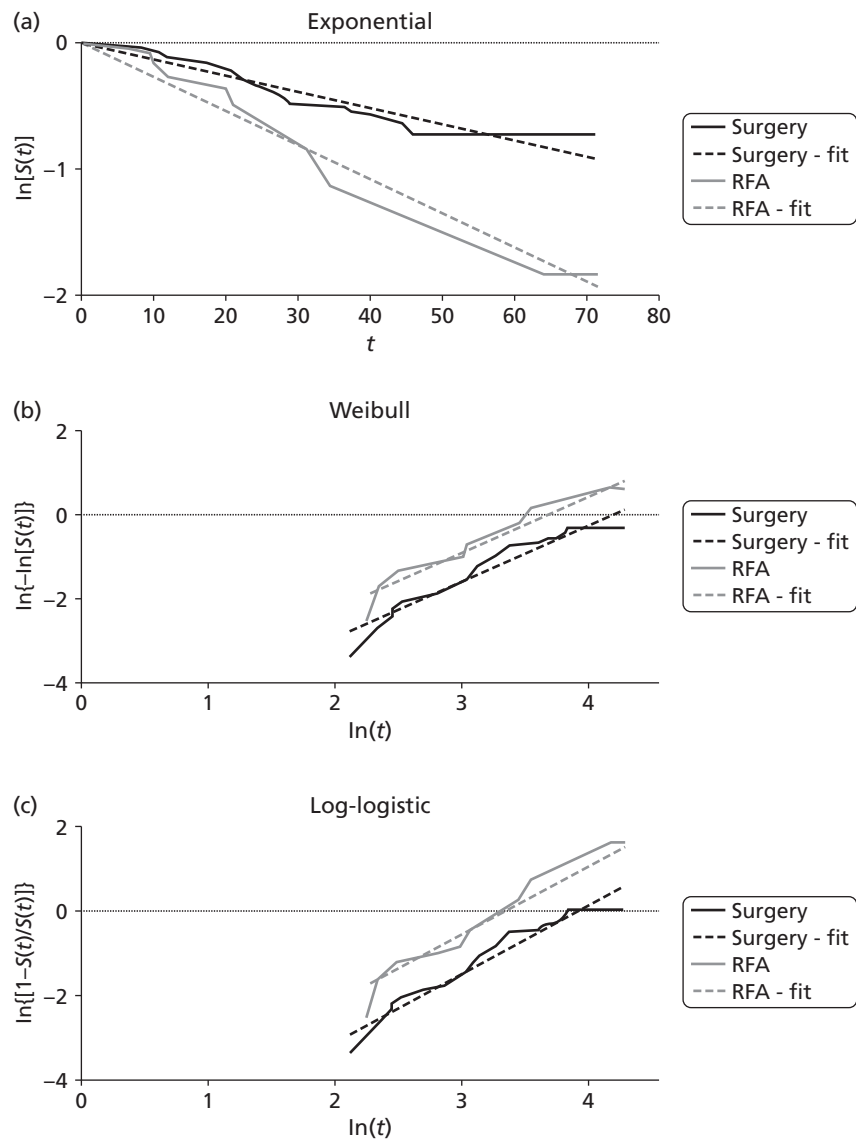 (a) Exponential
0
−1
−2
ln[S(t)]
0 10 20 30 40 50 60 70 80
t
Surgery
Surgery - fit
RFA
RFA - fit
(b) Weibull
2
0
−2
−4
ln{−ln[S(t)]}
0 1 2 3 4
ln(t)
Surgery
Surgery - fit
RFA
RFA - fit
(c) Log-logistic
2
0
−2
−4
ln{[1−S(t)/S(t)]}
0 1 2 3 4
ln(t)
Surgery
Surgery - fit
RFA
RFA - fit